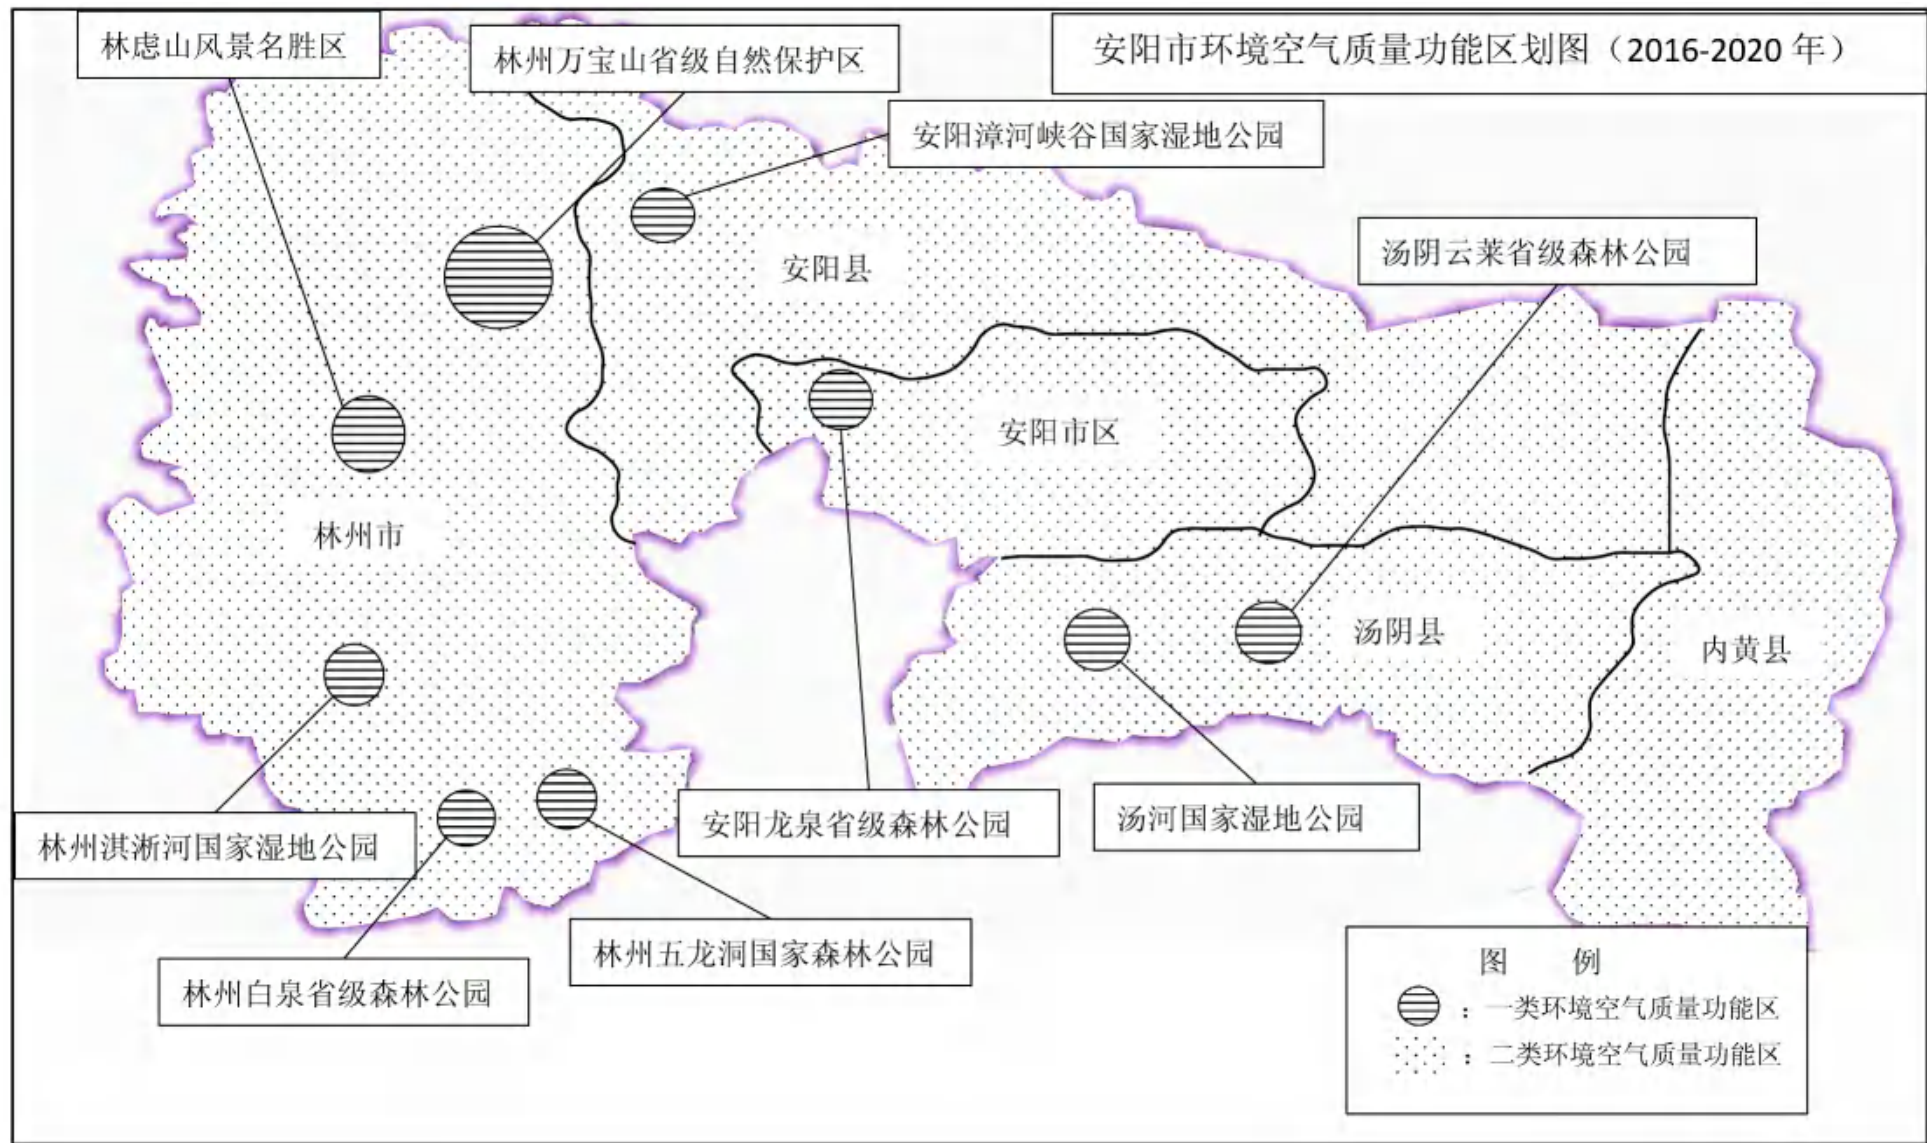 林虑山风景名胜区
林州万宝山省级自然保护区
安阳市环境空气质量功能区划图（2016-2020 年）
安阳漳河峡谷国家湿地公园
汤阴云莱省级森林公园
安阳县
安阳市区
林州市
汤阴县
内黄县
林州淇淅河国家湿地公园
安阳龙泉省级森林公园
汤河国家湿地公园
林州五龙洞国家森林公园
林州白泉省级森林公园
图 例
：一类环境空气质量功能区
：二类环境空气质量功能区